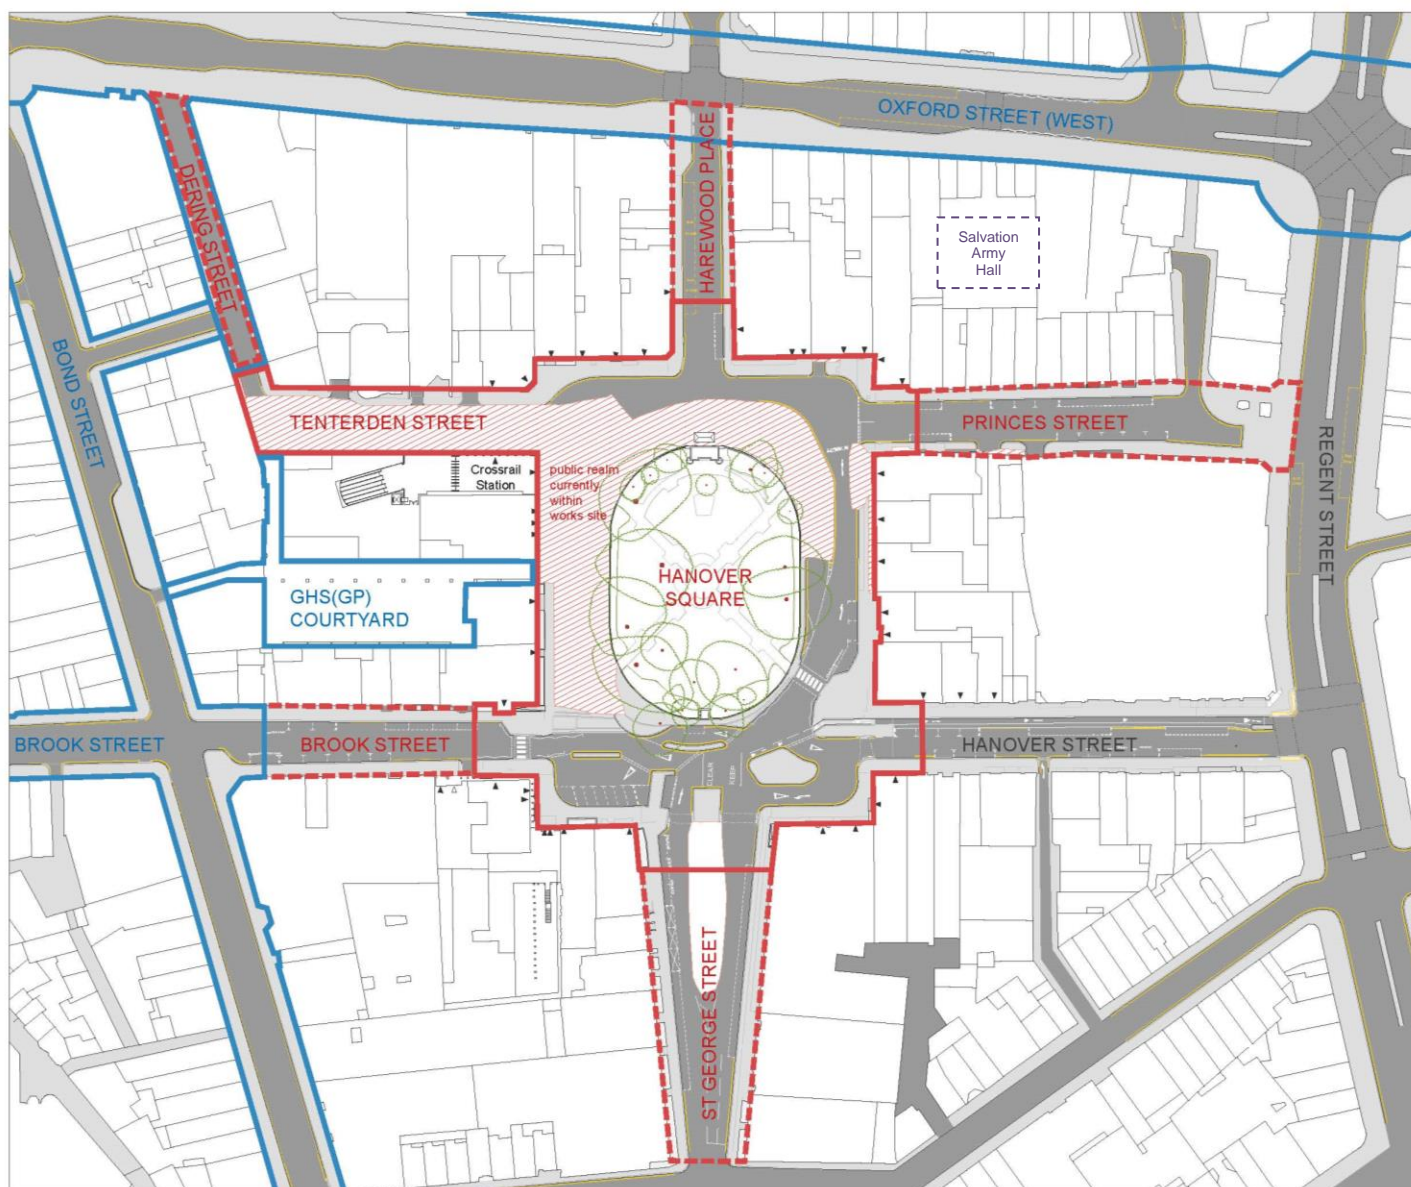 OXFORD STREET (WEST)
HAREWOOD PLACE
DERING STREET
Salvation
Army
Hall
BOND STREET
TENTERDEN STREET
PRINCES STREET
REGENT STREET
Crossrail
Station
public realm
currently
within
works site
HANOVER
SQUARE
GHS(GP)
COURTYARD
BROOK STREET
BROOK STREET
HANOVER STREET
CLEAR
KEEP
ST GEORGE STREET